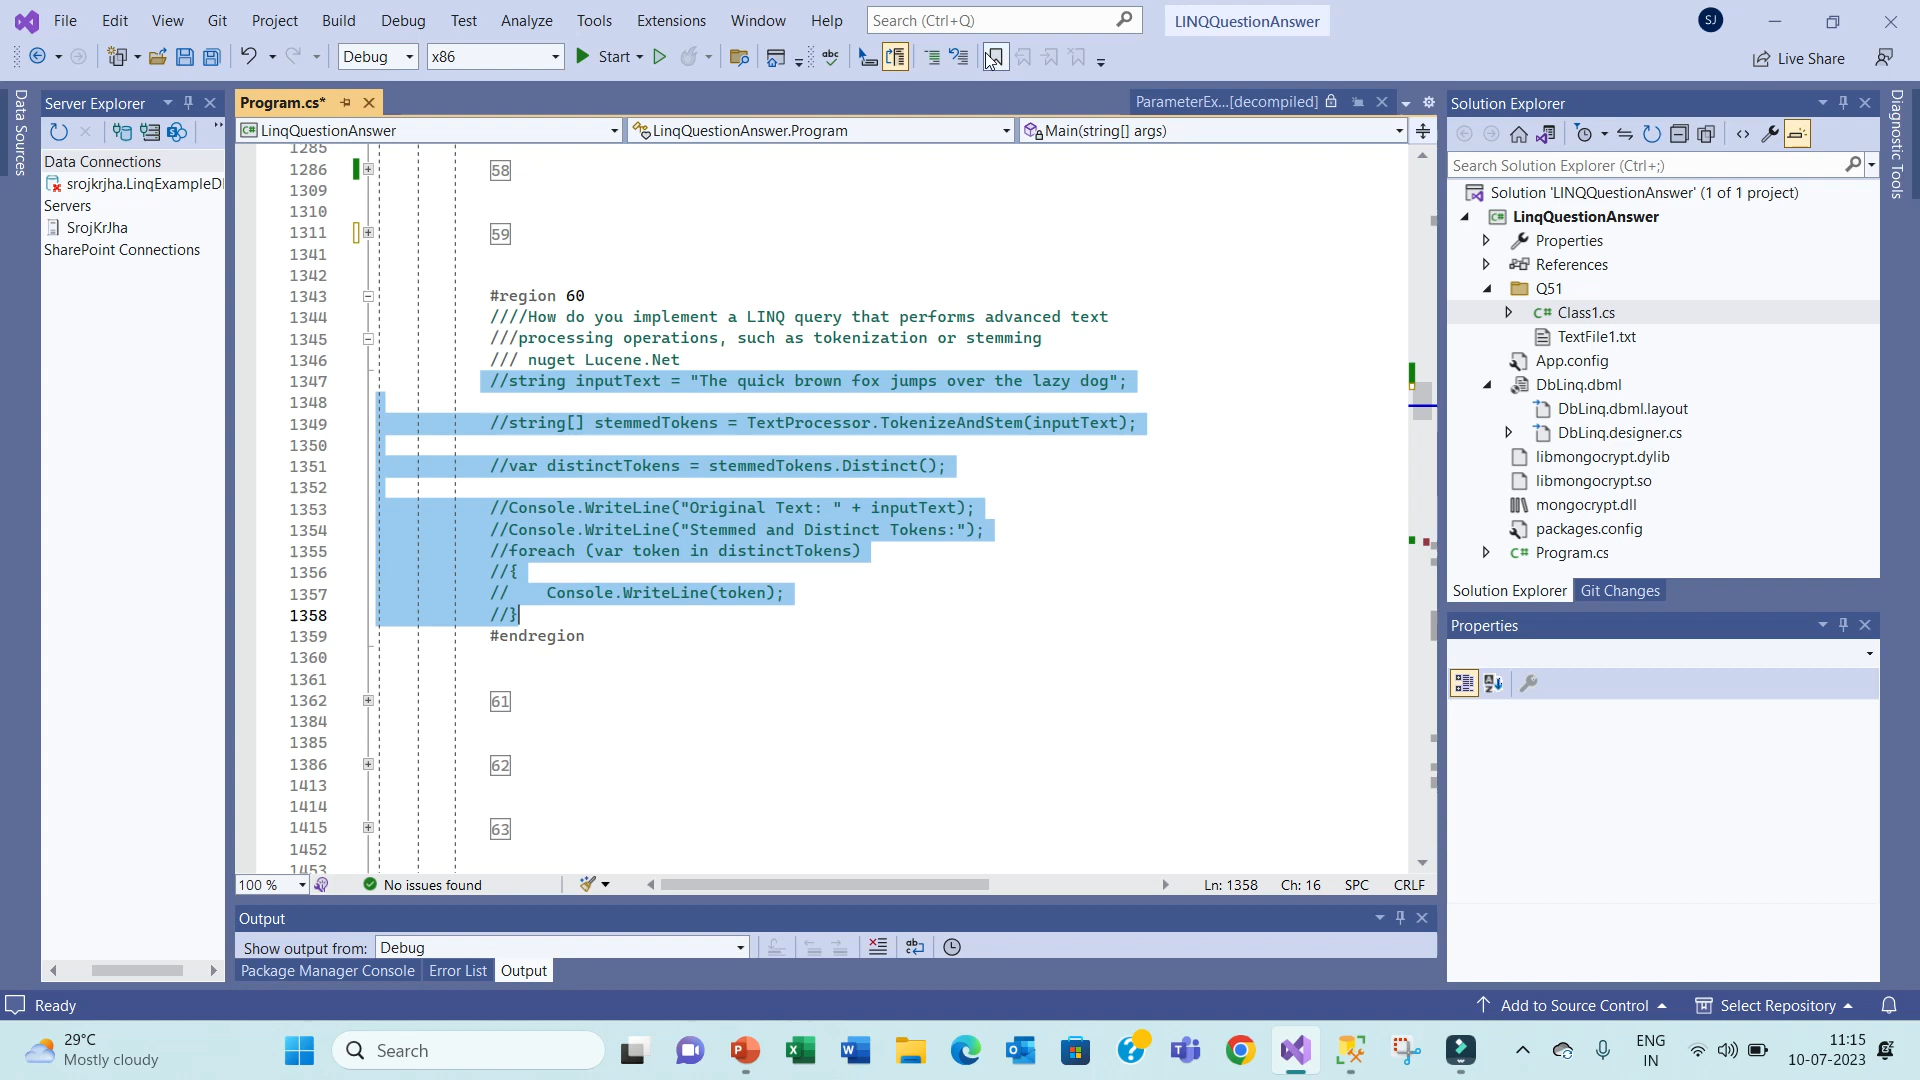 File Edit View Git Project Build Debug Test Analyze Tools Extensions Window Help Search (Ctrl+Q) LINQQuestionAnswer SJ
Debug x86 Start Live Share
Data Sources
Server Explorer
Data Connections
srojkrjha.LinqExampleD
Servers
SrojKrJha
SharePoint Connections
Program.cs*
ParameterEx...[decompiled]
LinqQuestionAnswer LinqQuestionAnswer.Program Main(string[] args)
1285
1286 58
1309
1310
1311 59
1341
1342
1343 #region 60
1344 ////How do you implement a LINQ query that performs advanced text
1345 ///processing operations, such as tokenization or stemming
1346 /// nuget Lucene.Net
1347 //string inputText = "The quick brown fox jumps over the lazy dog";
1348
1349 //string[] stemmedTokens = TextProcessor.TokenizeAndStem(inputText);
1350
1351 //var distinctTokens = stemmedTokens.Distinct();
1352
1353 //Console.WriteLine("Original Text: " + inputText);
1354 //Console.WriteLine("Stemmed and Distinct Tokens:");
1355 //foreach (var token in distinctTokens)
1356 //{
1357 // Console.WriteLine(token);
1358 //}
1359 #endregion
1360
1361
1362 61
1384
1385
1386 62
1413
1414
1415 63
1452
1453
100 % No issues found Ln: 1358 Ch: 16 SPC CRLF
Output
Show output from: Debug
Package Manager Console Error List Output
Solution Explorer
Search Solution Explorer (Ctrl+;)
Solution 'LINQQuestionAnswer' (1 of 1 project)
LinqQuestionAnswer
Properties
References
Q51
Class1.cs
TextFile1.txt
App.config
DbLinq.dbml
DbLinq.dbml.layout
DbLinq.designer.cs
libmongocrypt.dylib
libmongocrypt.so
mongocrypt.dll
packages.config
Program.cs
Solution Explorer Git Changes
Properties
Diagnostic Tools
Ready Add to Source Control Select Repository
29°C
Mostly cloudy
Search
ENG
IN
11:15
10-07-2023